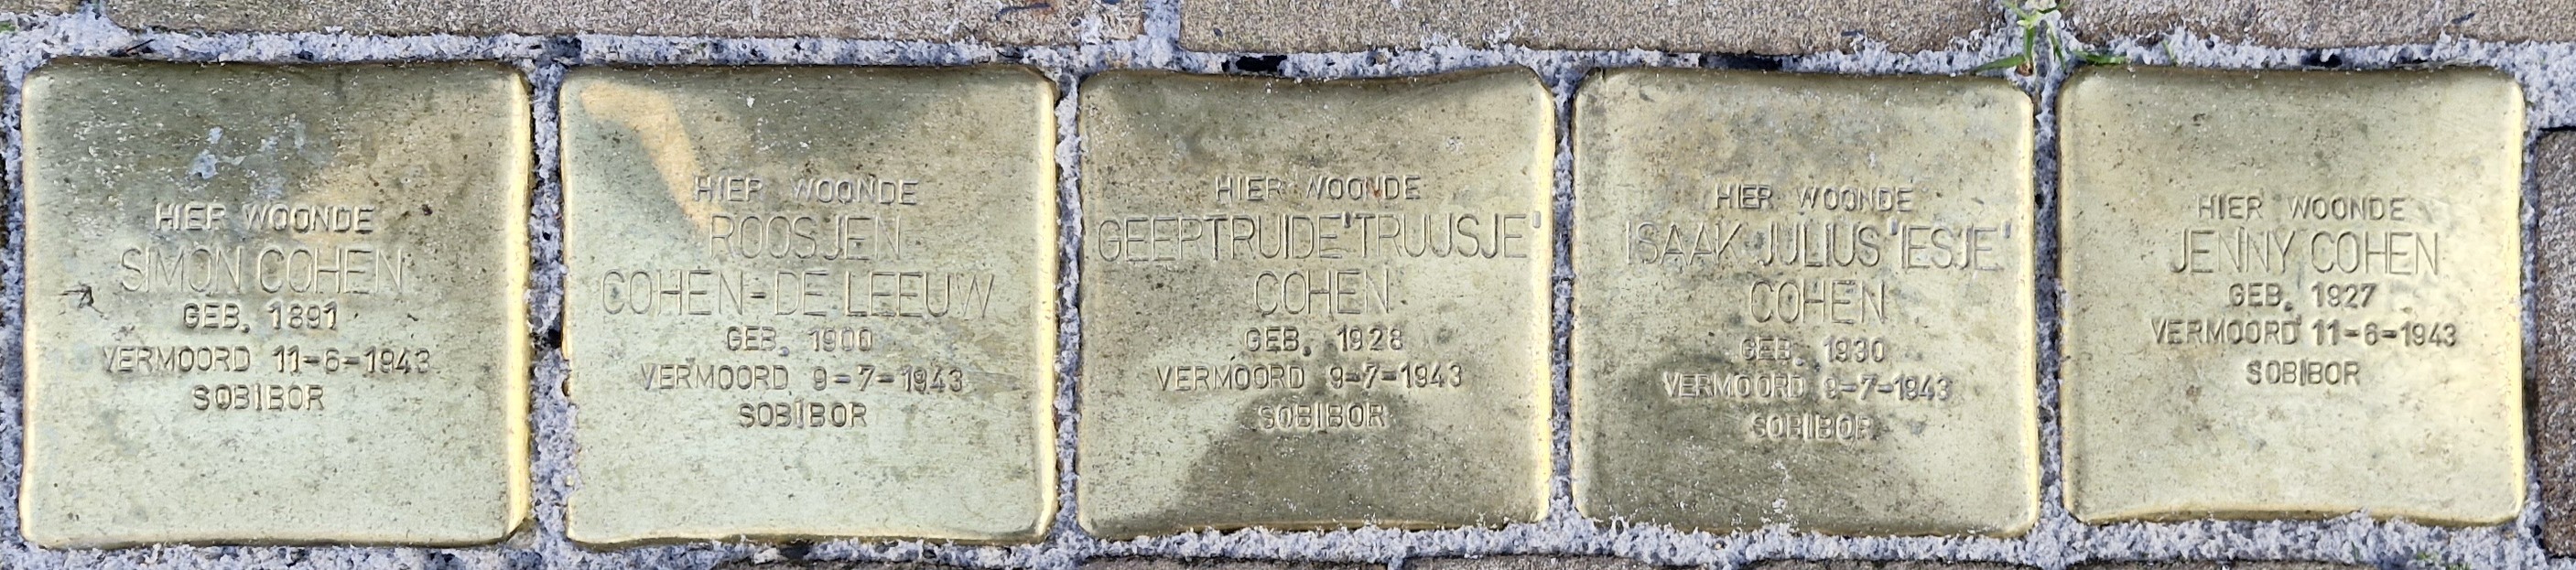 HIER WOONDE
SIMON COHEN
GEB. 1891
VERMOORD 11-6-1943
SOBIBOR
HIER WOONDE
ROOSJEN
COHEN-DE LEEUW
GEB. 1900
VERMOORD 9-7-1943
SOBIBOR
HIER WOONDE
GEERTRUIDE 'TRUUSJE'
COHEN
GEB. 1928
VERMOORD 9-7-1943
SOBIBOR
HIER WOONDE
ISAAK JULIUS 'IESJE'
COHEN
GEB. 1930
VERMOORD 9-7-1943
SOBIBOR
HIER WOONDE
JENNY COHEN
GEB. 1927
VERMOORD 11-6-1943
SOBIBOR